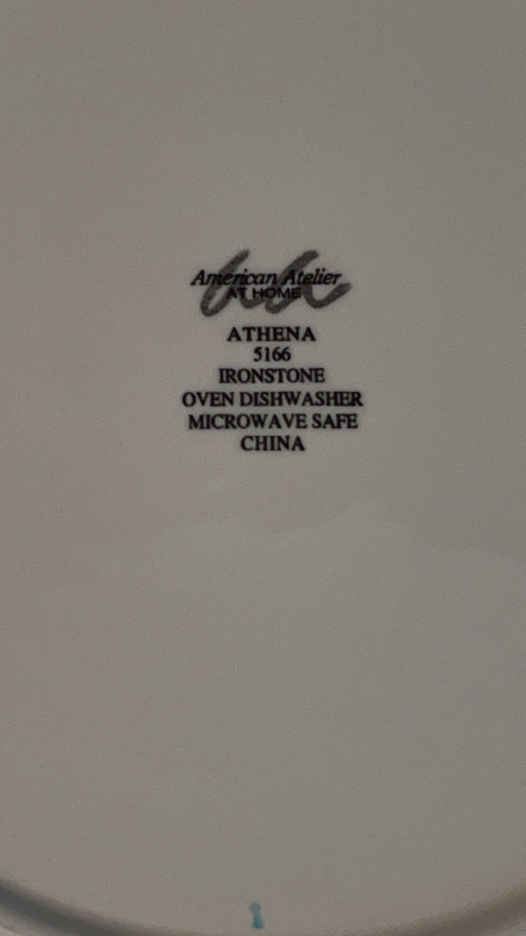 American Atelier
AT HOME
ATHENA
5166
IRONSTONE
OVEN DISHWASHER
MICROWAVE SAFE
CHINA